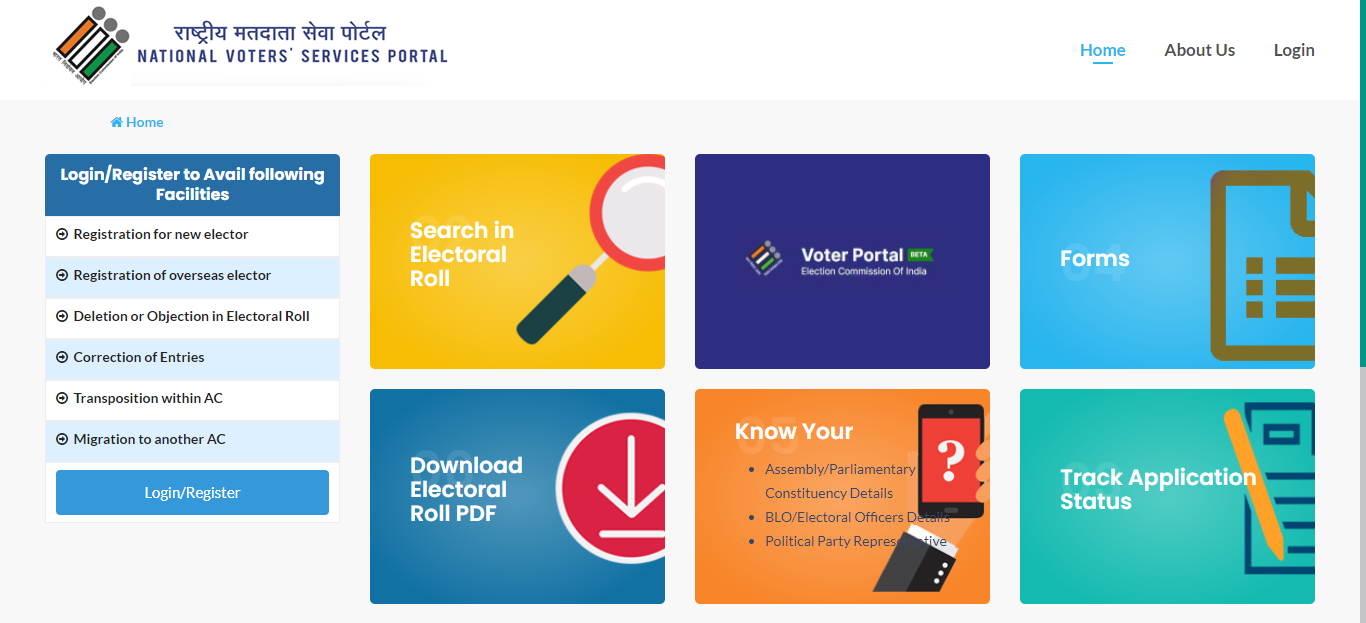 राष्ट्रीय मतदाता सेवा पोर्टल
NATIONAL VOTERS' SERVICES PORTAL
Home
About Us
Login
Home
Login/Register to Avail following
Facilities
Registration for new elector
Registration of overseas elector
Deletion or Objection in Electoral Roll
Correction of Entries
Transposition within AC
Migration to another AC
Login/Register
Search in
Electoral
Roll
Voter Portal BETA
Election Commission Of India
04
Forms
Download
Electoral
Roll PDF
05
Know Your
Assembly/Parliamentary
Constituency Details
BLO/Electoral Officers Details
Political Party Representative
?
Track Application
Status